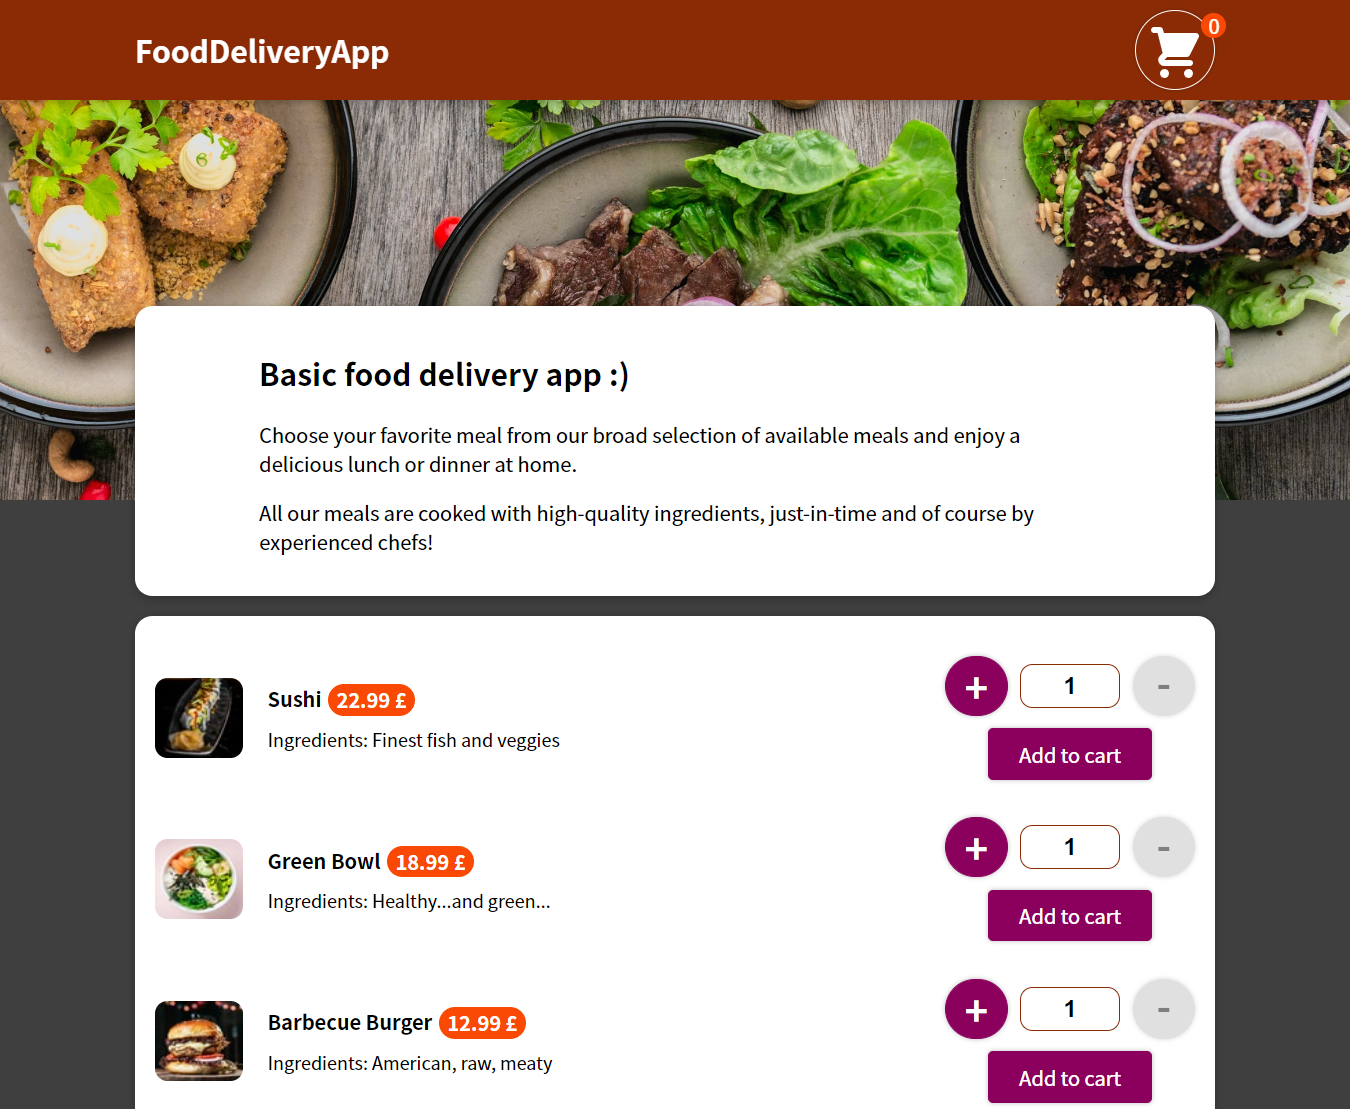 FoodDeliveryApp
0
Basic food delivery app :)
Choose your favorite meal from our broad selection of available meals and enjoy a
delicious lunch or dinner at home.
All our meals are cooked with high-quality ingredients, just-in-time and of course by
experienced chefs!
Sushi 22.99 £
Ingredients: Finest fish and veggies
+ 1 -
Add to cart
Green Bowl 18.99 £
Ingredients: Healthy...and green...
+ 1 -
Add to cart
Barbecue Burger 12.99 £
Ingredients: American, raw, meaty
+ 1 -
Add to cart